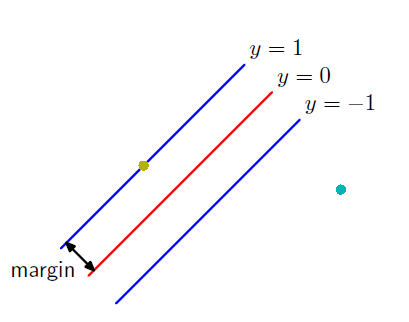 y = 1
y = 0
y = −1
margin